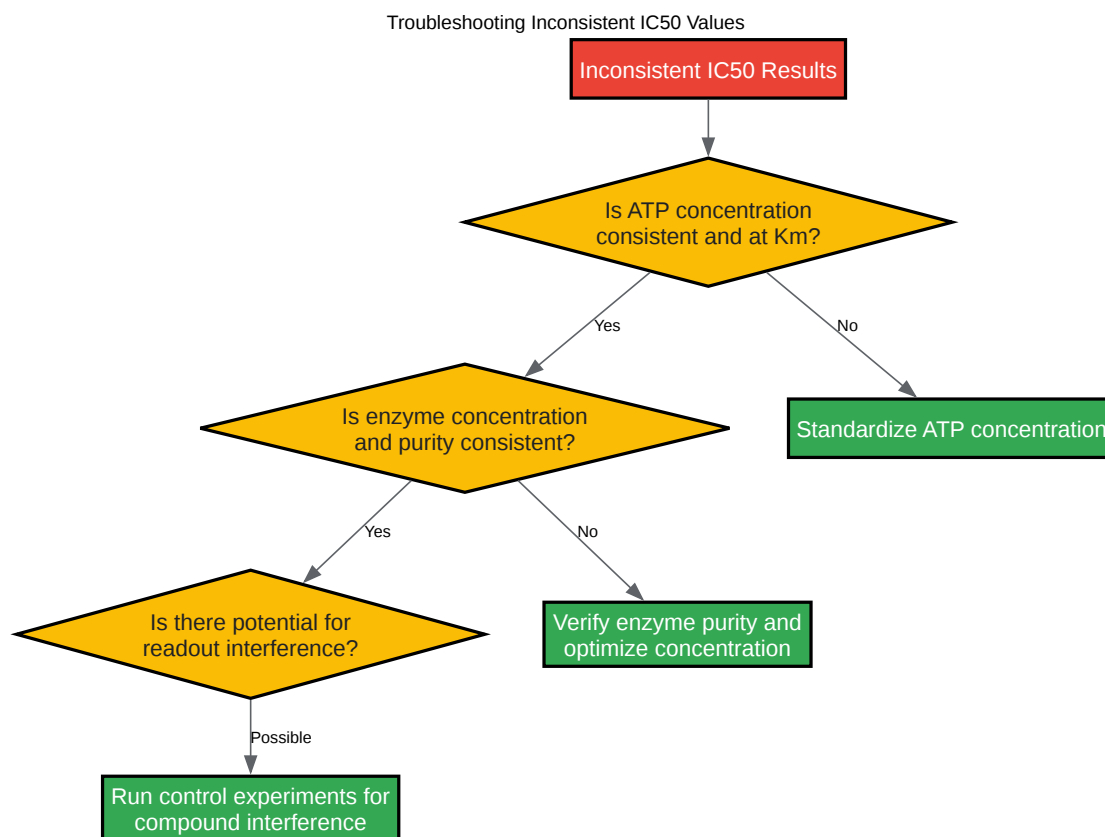 Troubleshooting Inconsistent IC50 Values
Inconsistent IC50 Results
Is ATP concentration
consistent and at Km?
Yes
No
Is enzyme concentration
and purity consistent?
Standardize ATP concentration
Yes
No
Is there potential for
readout interference?
Verify enzyme purity and
optimize concentration
Possible
Run control experiments for
compound interference